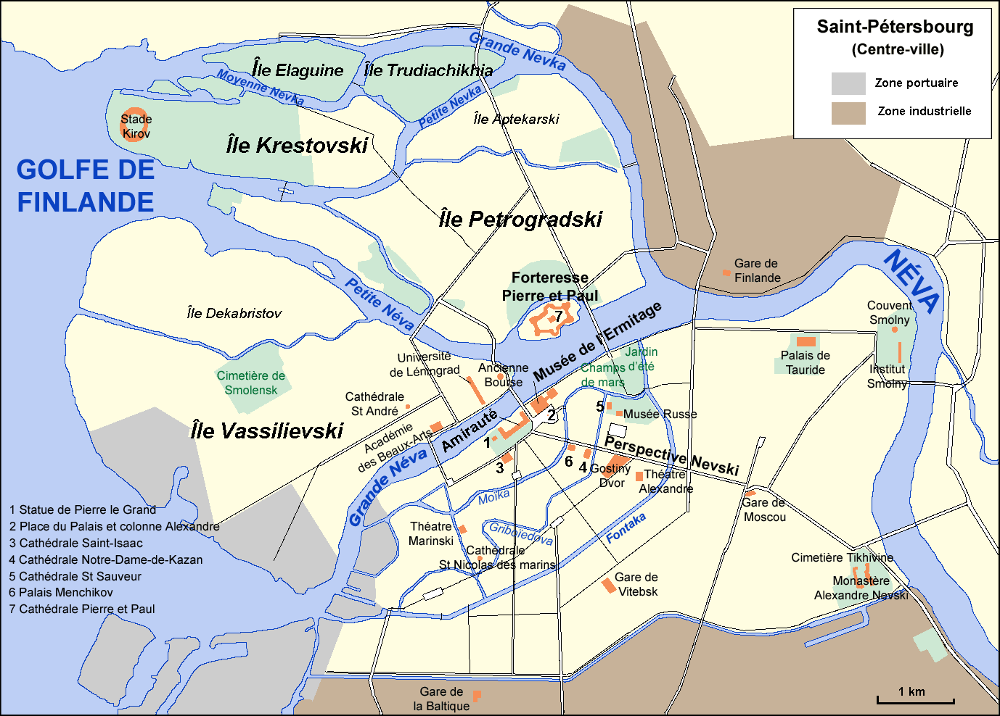 Saint-Pétersbourg
(Centre-ville)
Zone portuaire
Zone industrielle
Grande Nevka
Île Elaguine
Île Trudiachikhia
Moyenne Nevka
Petite Nevka
Stade
Kirov
Île Aptekarski
Île Krestovski
GOLFE DE
FINLANDE
Île Petrogradski
NÉVA
Gare de
Finlande
Forteresse
Pierre et Paul
7
Petite Néva
Île Dekabristov
Musée de l'Ermitage
Couvent
Smolny
Palais de
Tauride
Institut
Smolny
Jardin
d'été
Champs
de mars
Université
de Léningrad
Ancienne
Bourse
Cimetière de
Smolensk
Cathédrale
St André
5
Musée Russe
2
Amirauté
Île Vassilievski
Académie
des Beaux-Arts
1
Perspective Nevski
3
6
4
Gostiny
Dvor
Théatre
Alexandre
Grande Néva
Moïka
Gare de
Moscou
Théatre
Marinski
Griboïedova
Fontaka
Cathédrale
St Nicolas des marins
Gare de
Vitebsk
Cimetière Tikhivine
Monastère
Alexandre Nevski
1 Statue de Pierre le Grand
2 Place du Palais et colonne Alexandre
3 Cathédrale Saint-Isaac
4 Cathédrale Notre-Dame-de-Kazan
5 Cathédrale St Sauveur
6 Palais Menchikov
7 Cathédrale Pierre et Paul
Gare de
la Baltique
1 km